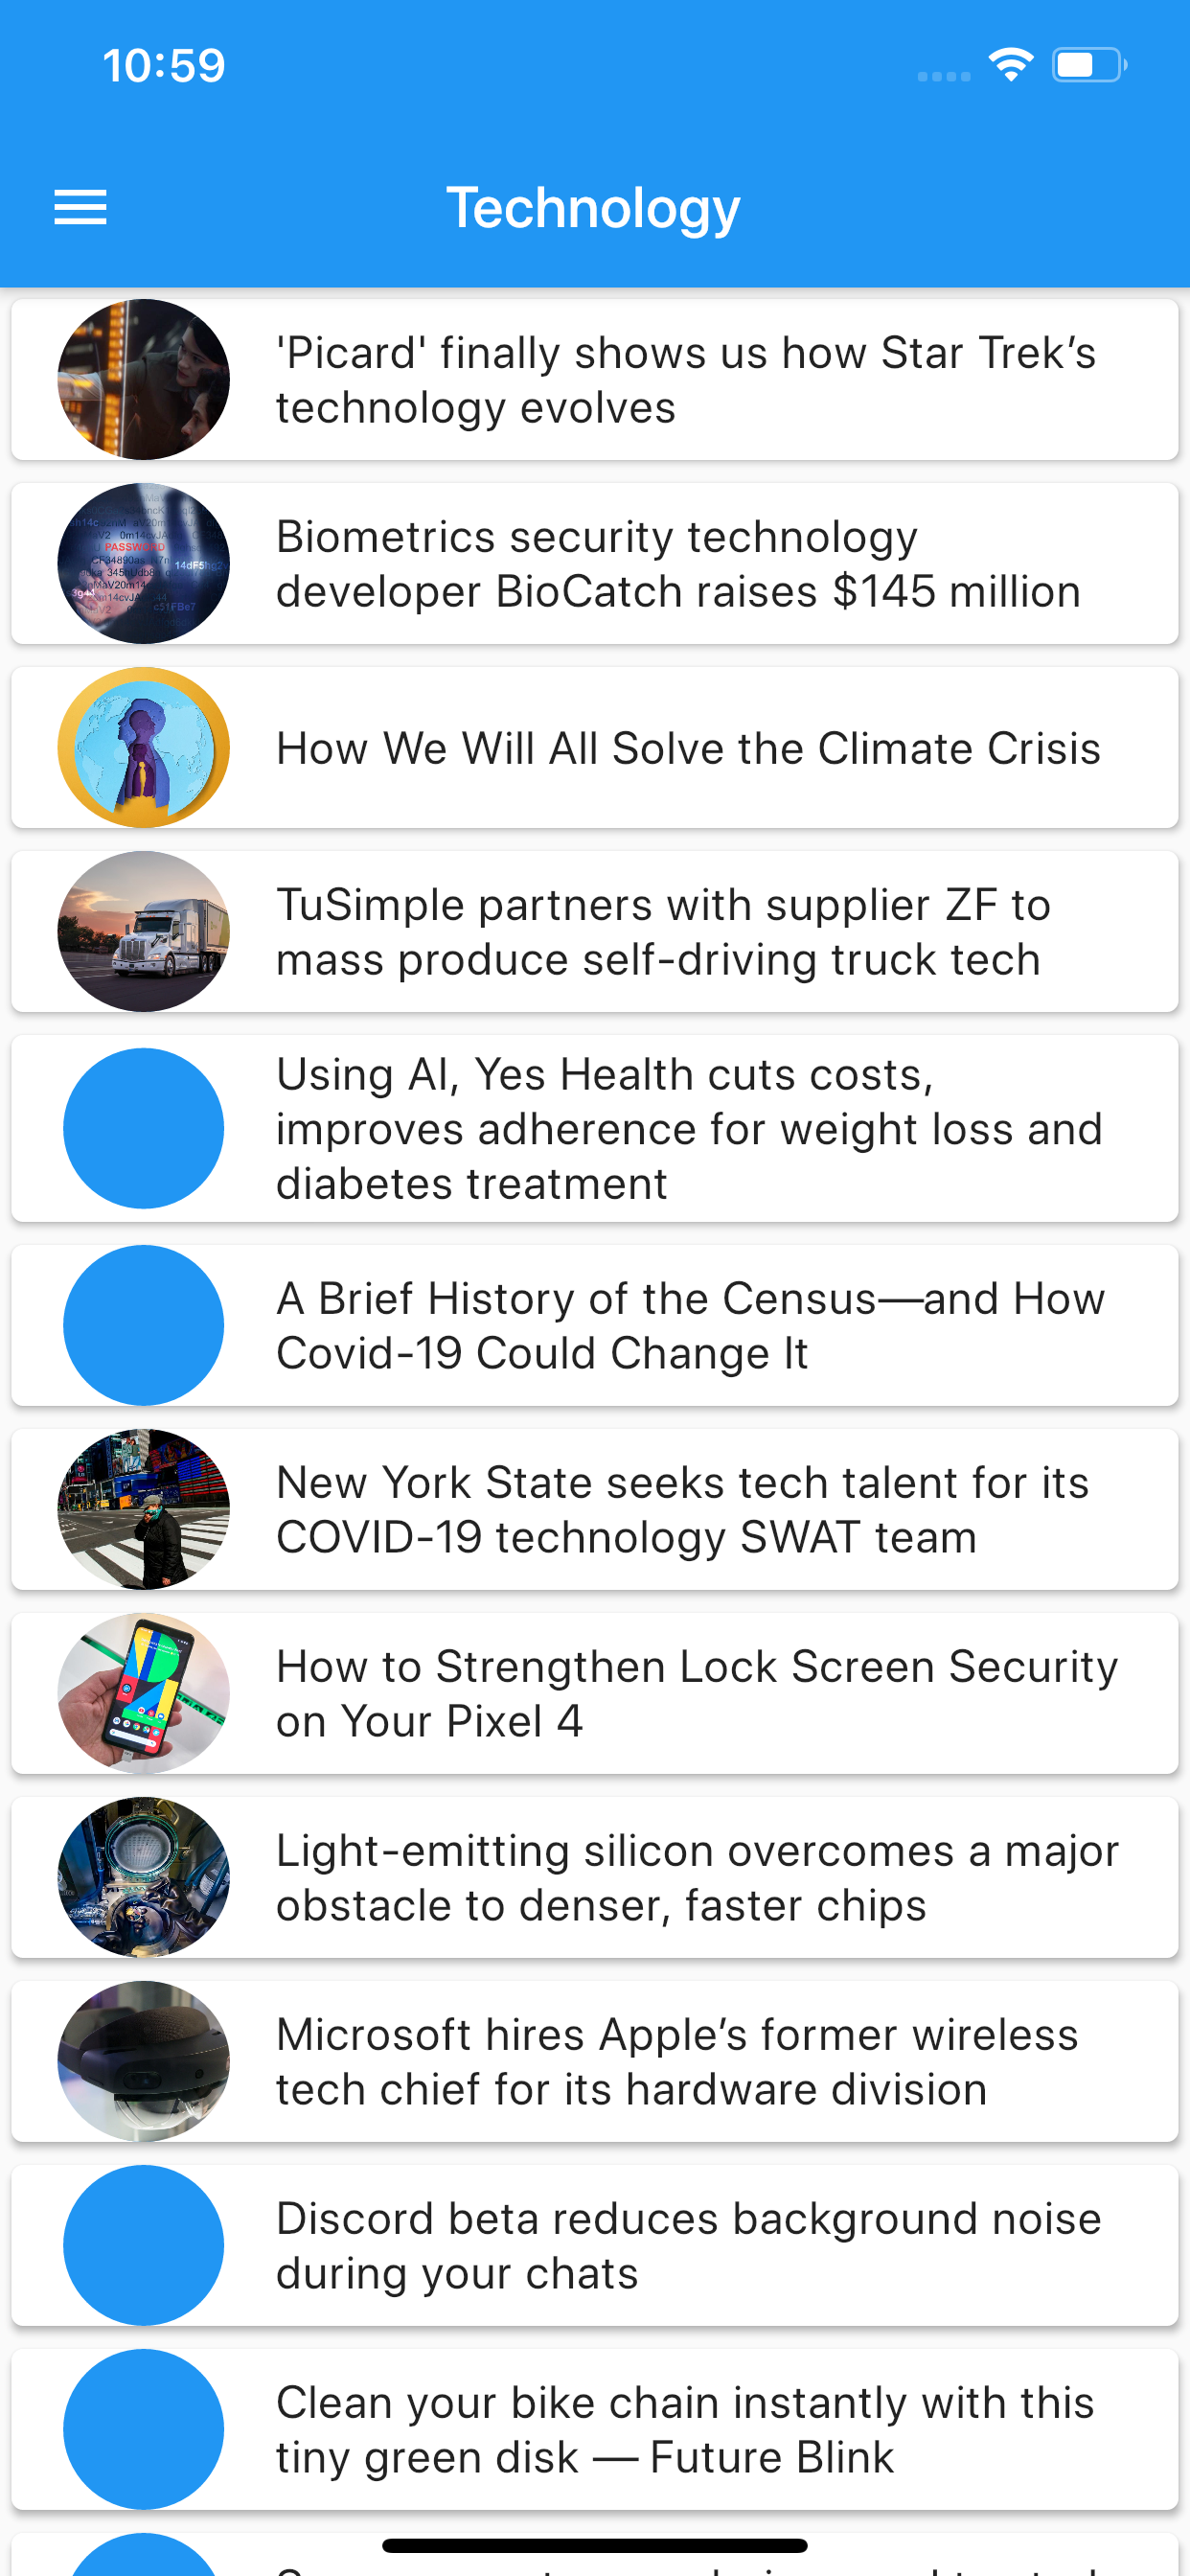 10:59
Technology
'Picard' finally shows us how Star Trek’s
technology evolves
PASSWORD
Biometrics security technology
developer BioCatch raises $145 million
How We Will All Solve the Climate Crisis
TuSimple partners with supplier ZF to
mass produce self-driving truck tech
Using AI, Yes Health cuts costs,
improves adherence for weight loss and
diabetes treatment
A Brief History of the Census—and How
Covid-19 Could Change It
New York State seeks tech talent for its
COVID-19 technology SWAT team
How to Strengthen Lock Screen Security
on Your Pixel 4
Light-emitting silicon overcomes a major
obstacle to denser, faster chips
Microsoft hires Apple’s former wireless
tech chief for its hardware division
Discord beta reduces background noise
during your chats
Clean your bike chain instantly with this
tiny green disk — Future Blink